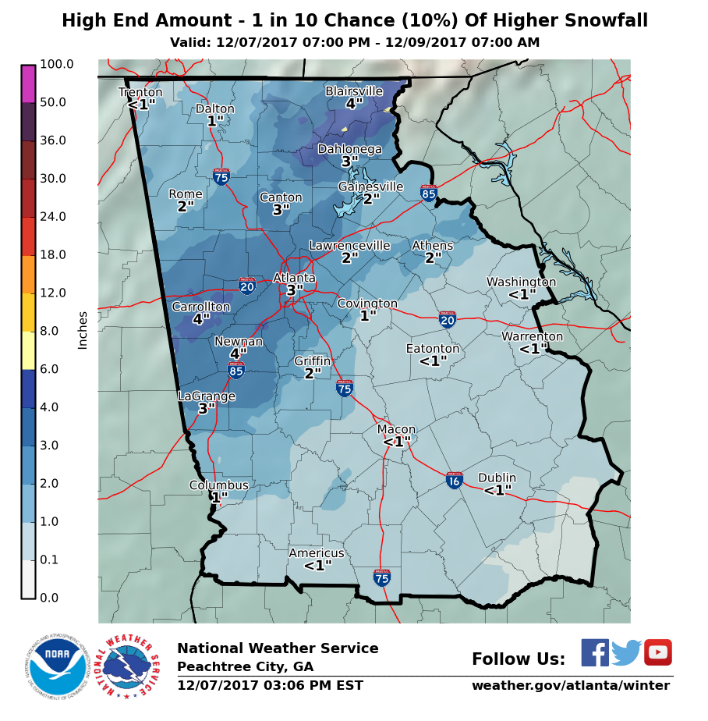 High End Amount - 1 in 10 Chance (10%) Of Higher Snowfall
Valid: 12/07/2017 07:00 PM - 12/09/2017 07:00 AM
100.0
50.0
36.0
30.0
24.0
18.0
12.0
8.0
6.0
4.0
3.0
2.0
1.0
0.1
0.0
Inches
Trenton
<1"
Dalton
1"
Blairsville
4"
Dahlonega
3"
75
Rome
2"
Canton
3"
Gainesville
2"
85
Lawrenceville
2"
Athens
2"
Atlanta
3"
20
Washington
<1"
Carrollton
4"
Covington
1"
20
Newnan
4"
Eatonton
<1"
Warrenton
<1"
Griffin
2"
85
75
LaGrange
3"
Macon
<1"
Columbus
1"
16
Dublin
<1"
Americus
<1"
75
NOAA
NATIONAL WEATHER SERVICE
National Weather Service
Peachtree City, GA
12/07/2017 03:06 PM EST
Follow Us:
weather.gov/atlanta/winter